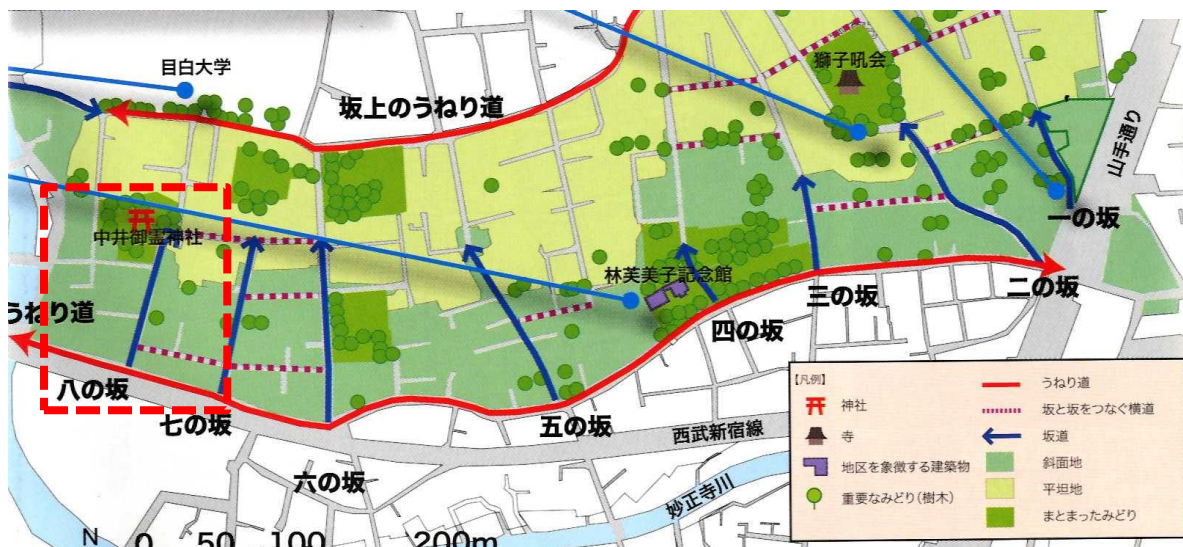 目白大学
坂上のうねり道
獅子吼会
山手通り
一の坂
中井御霊神社
林芙美子記念館
二の坂
三の坂
四の坂
うねり道
八の坂
七の坂
五の坂
六の坂
西武新宿線
妙正寺川
N 0 50 100 200m
【凡例】
神社
寺
地区を象徴する建築物
重要なみどり(樹木)
うねり道
坂と坂をつなぐ横道
坂道
斜面地
平坦地
まとまったみどり